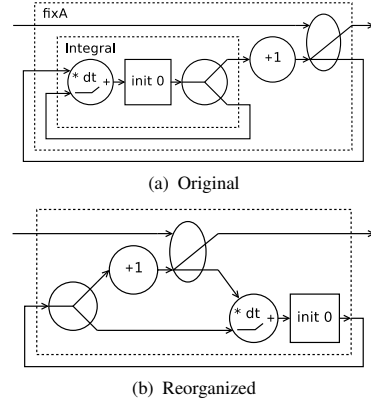 fixA
Integral
* dt
+
init 0
+1
(a) Original
+1
* dt
+
init 0
(b) Reorganized